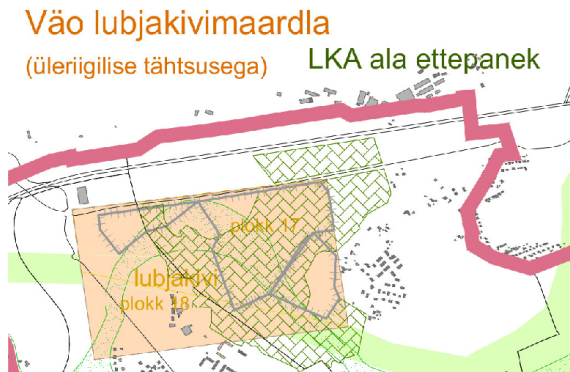 Väo lubjakivimaardla
(üleriigilise tähtsusega)
LKA ala ettepanek
plokk 17
lubjakivi
plokk 18